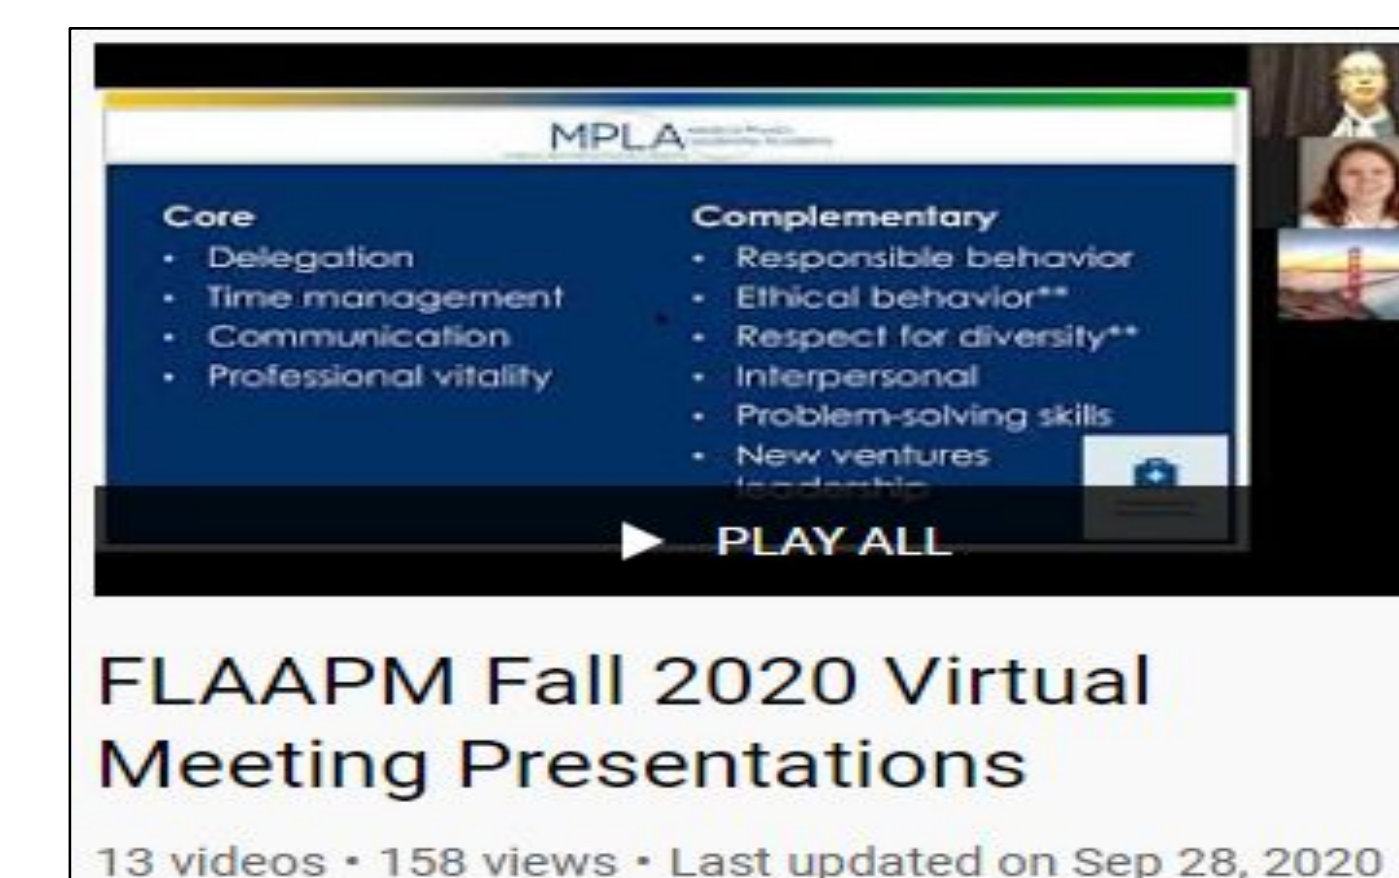 MPLA
Core
• Delegation
• Time management
• Communication
• Professional vitality
Complementary
• Responsible behavior
• Ethical behavior**
• Respect for diversity**
• Interpersonal
• Problem-solving skills
• New ventures
leadership
▶ PLAY ALL
FLAAPM Fall 2020 Virtual
Meeting Presentations
13 videos • 158 views • Last updated on Sep 28, 2020